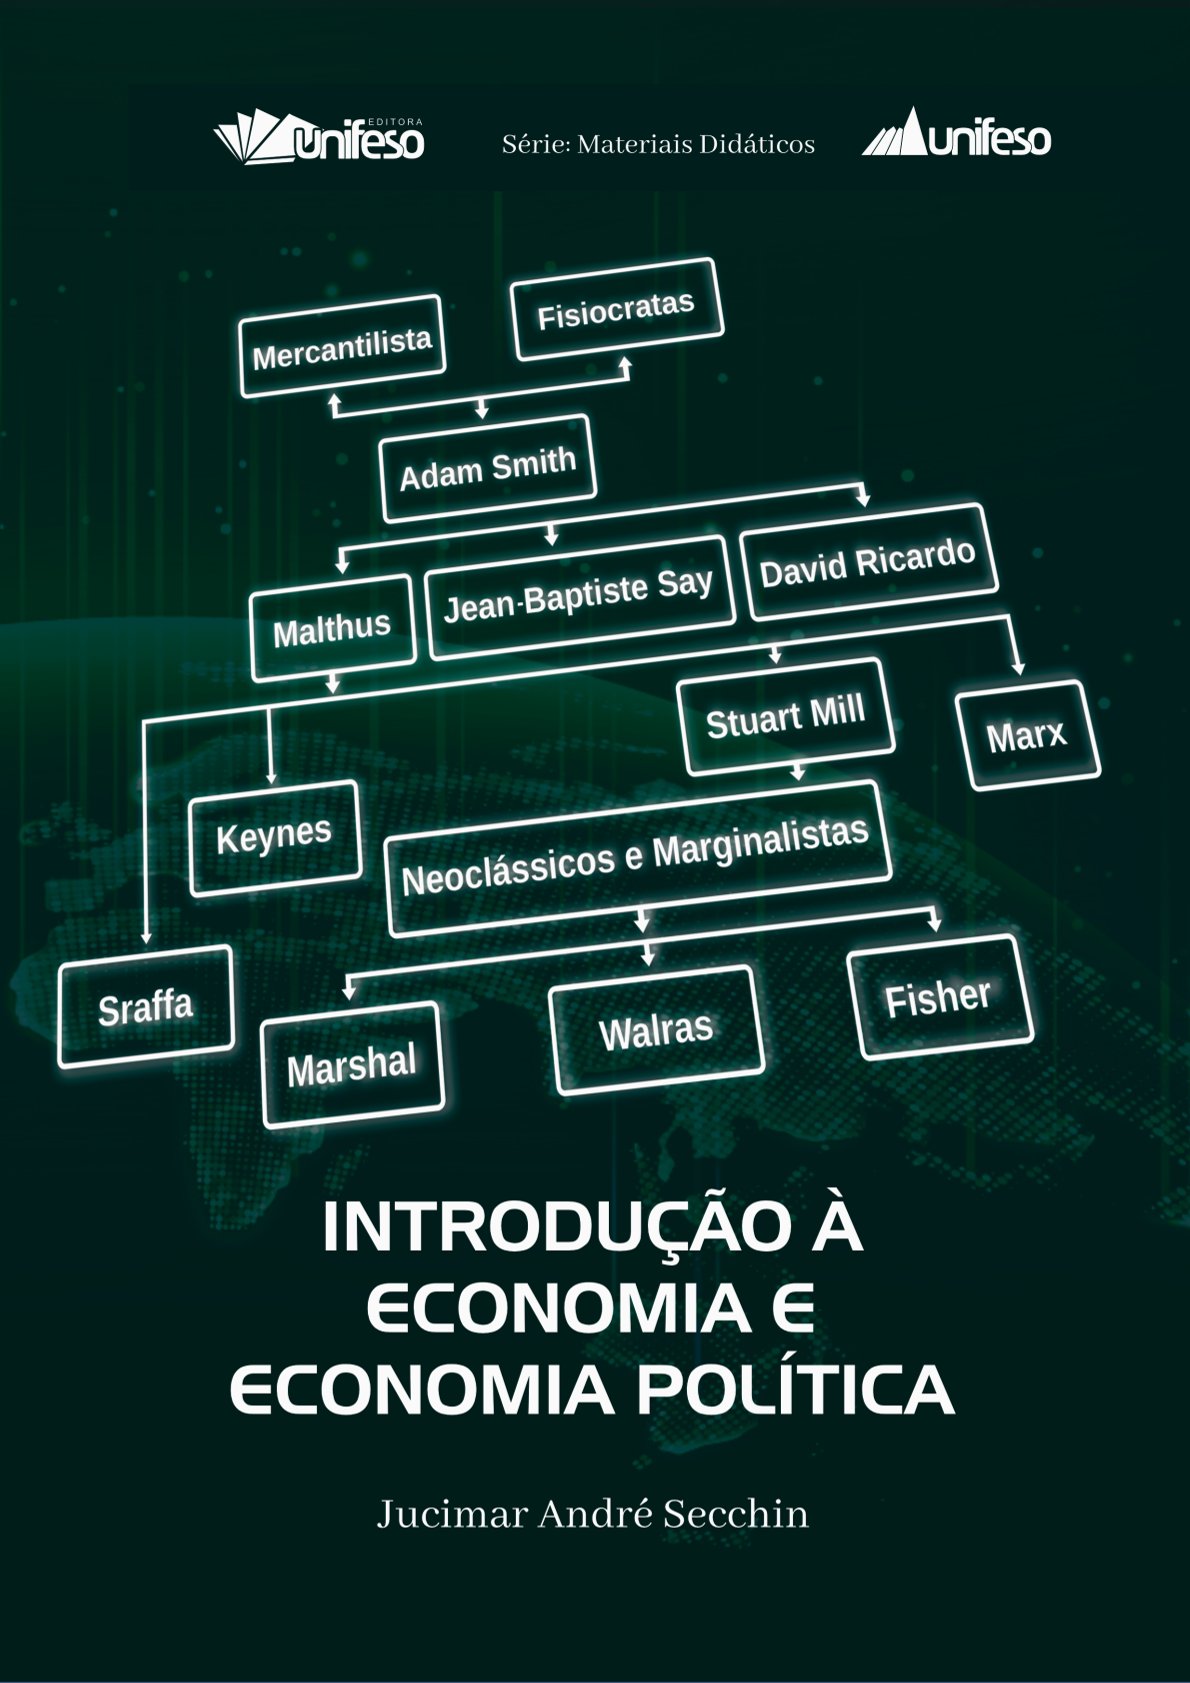 EDITORA
unifeso
Série: Materiais Didáticos
unifeso
Mercantilista
Fisiocratas
Adam Smith
Malthus
Jean-Baptiste Say
David Ricardo
Stuart Mill
Marx
Keynes
Neoclássicos e Marginalistas
Sraffa
Marshal
Walras
Fisher
INTRODUÇÃO À
ECONOMIA E
ECONOMIA POLÍTICA
Jucimar André Secchin